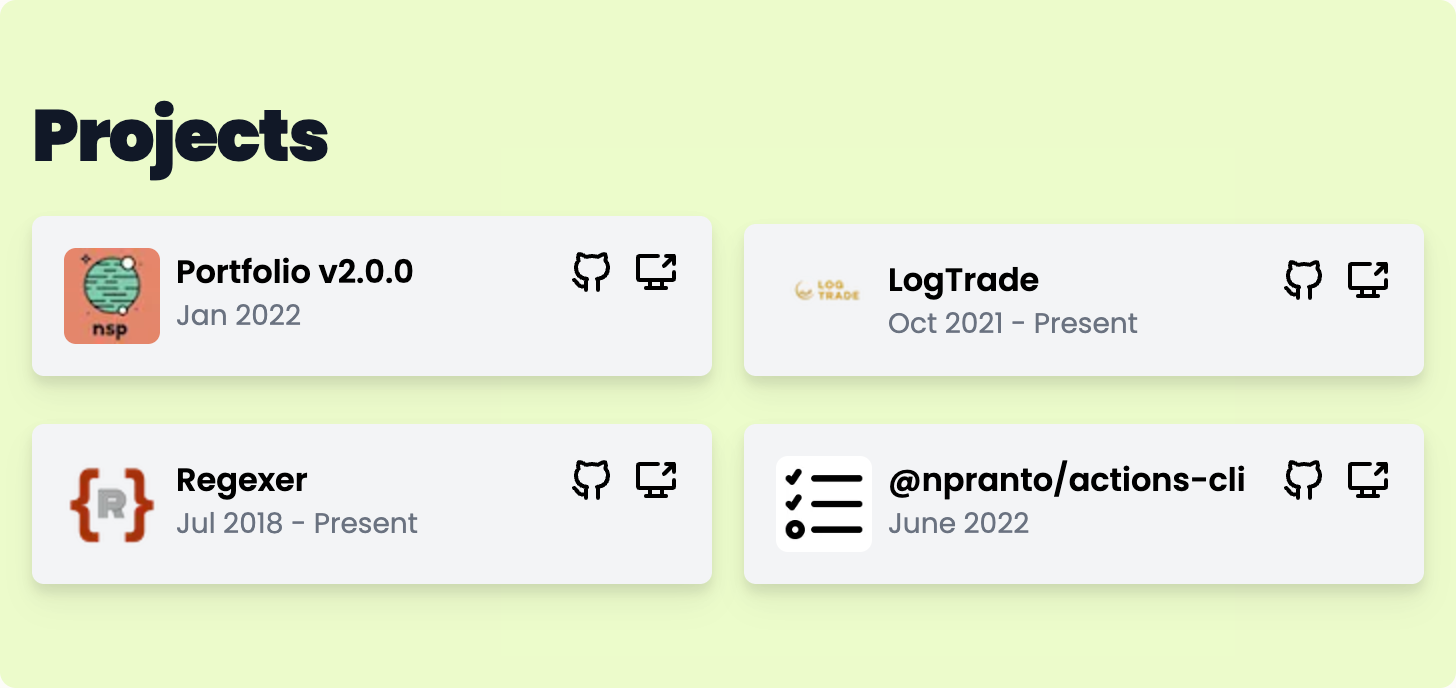 Projects
nsp
Portfolio v2.0.0
Jan 2022
LOG
TRADE
LogTrade
Oct 2021 - Present
{R}
Regexer
Jul 2018 - Present
@npranto/actions-cli
June 2022